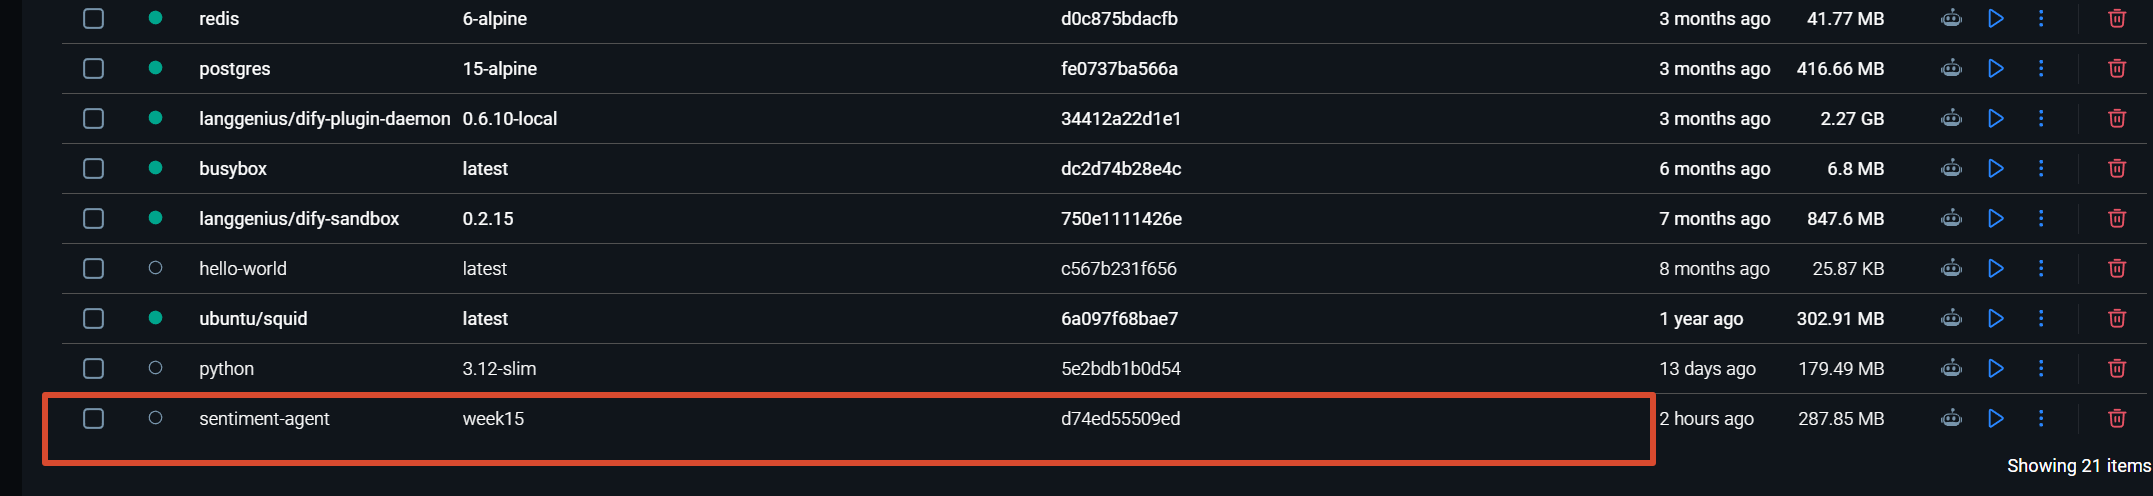 redis 6-alpine d0c875bdacfb 3 months ago 41.77 MB
postgres 15-alpine fe0737ba566a 3 months ago 416.66 MB
langgenius/dify-plugin-daemon 0.6.10-local 34412a22d1e1 3 months ago 2.27 GB
busybox latest dc2d74b28e4c 6 months ago 6.8 MB
langgenius/dify-sandbox 0.2.15 750e1111426e 7 months ago 847.6 MB
hello-world latest c567b231f656 8 months ago 25.87 KB
ubuntu/squid latest 6a097f68bae7 1 year ago 302.91 MB
python 3.12-slim 5e2bdb1b0d54 13 days ago 179.49 MB
sentiment-agent week15 d74ed55509ed 2 hours ago 287.85 MB
Showing 21 items